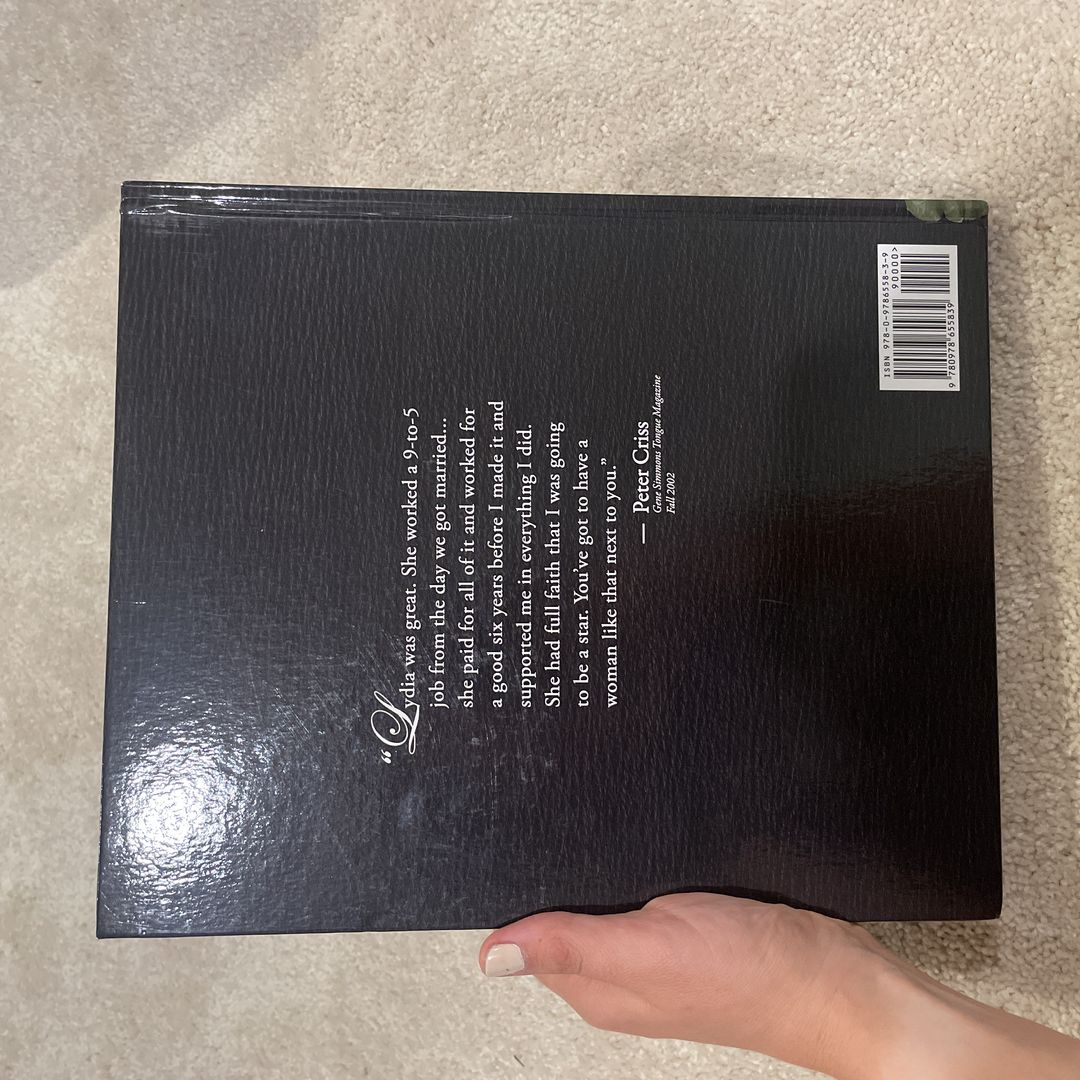 “Lydia was great. She worked a 9-to-5
job from the day we got married...
she paid for all of it and worked for
a good six years before I made it and
supported me in everything I did.
She had full faith that I was going
to be a star. You’ve got to have a
woman like that next to you.”
— Peter Criss
Gene Simmons Tongue Magazine
Fall 2002
ISBN 978-0-9786558-3-9
90000>
9 780978 655839